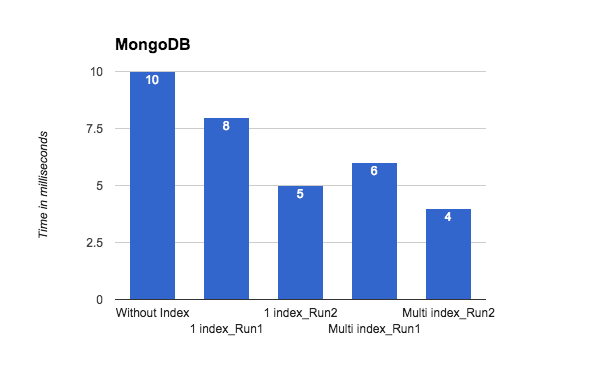 MongoDB
Time in milliseconds
10
7.5
5
2.5
0
10
8
5
6
4
Without Index
1 index_Run1
1 index_Run2
Multi index_Run1
Multi index_Run2